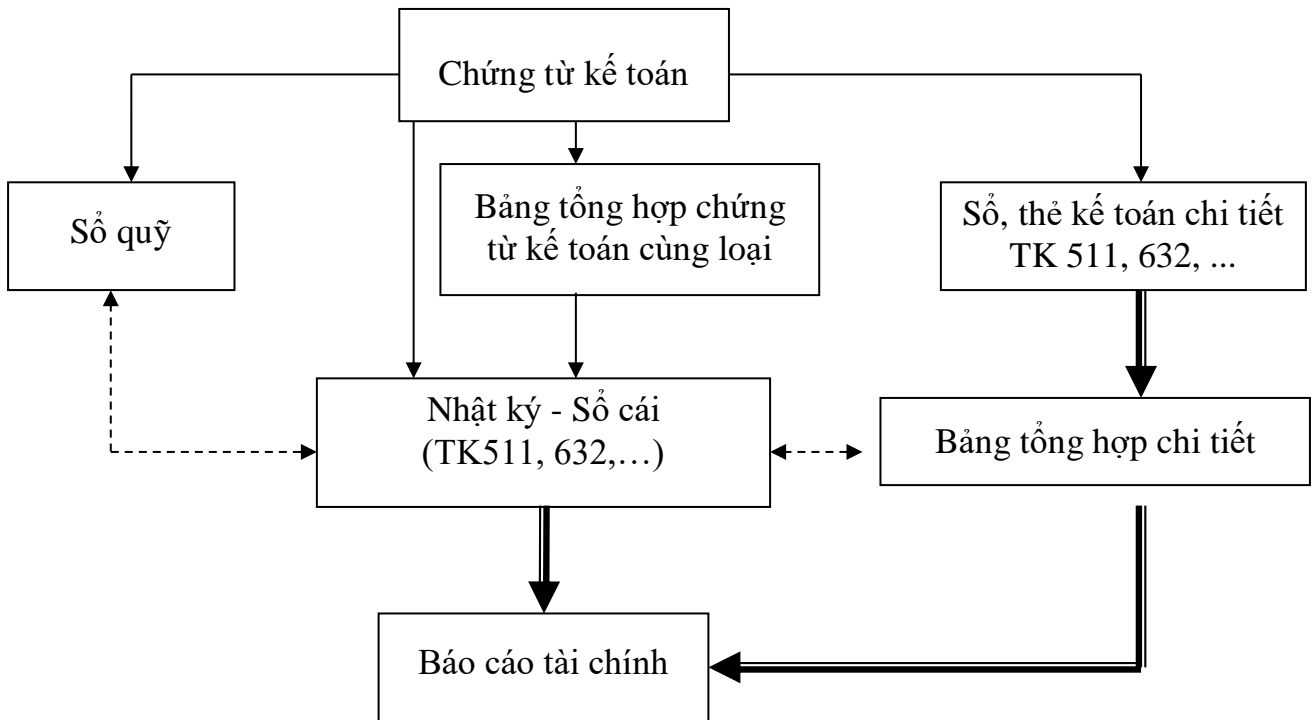 Chứng từ kế toán
Sổ quỹ
Bảng tổng hợp chứng
từ kế toán cùng loại
Sổ, thẻ kế toán chi tiết
TK 511, 632, ...
Nhật ký - Sổ cái
(TK511, 632,…)
Bảng tổng hợp chi tiết
Báo cáo tài chính